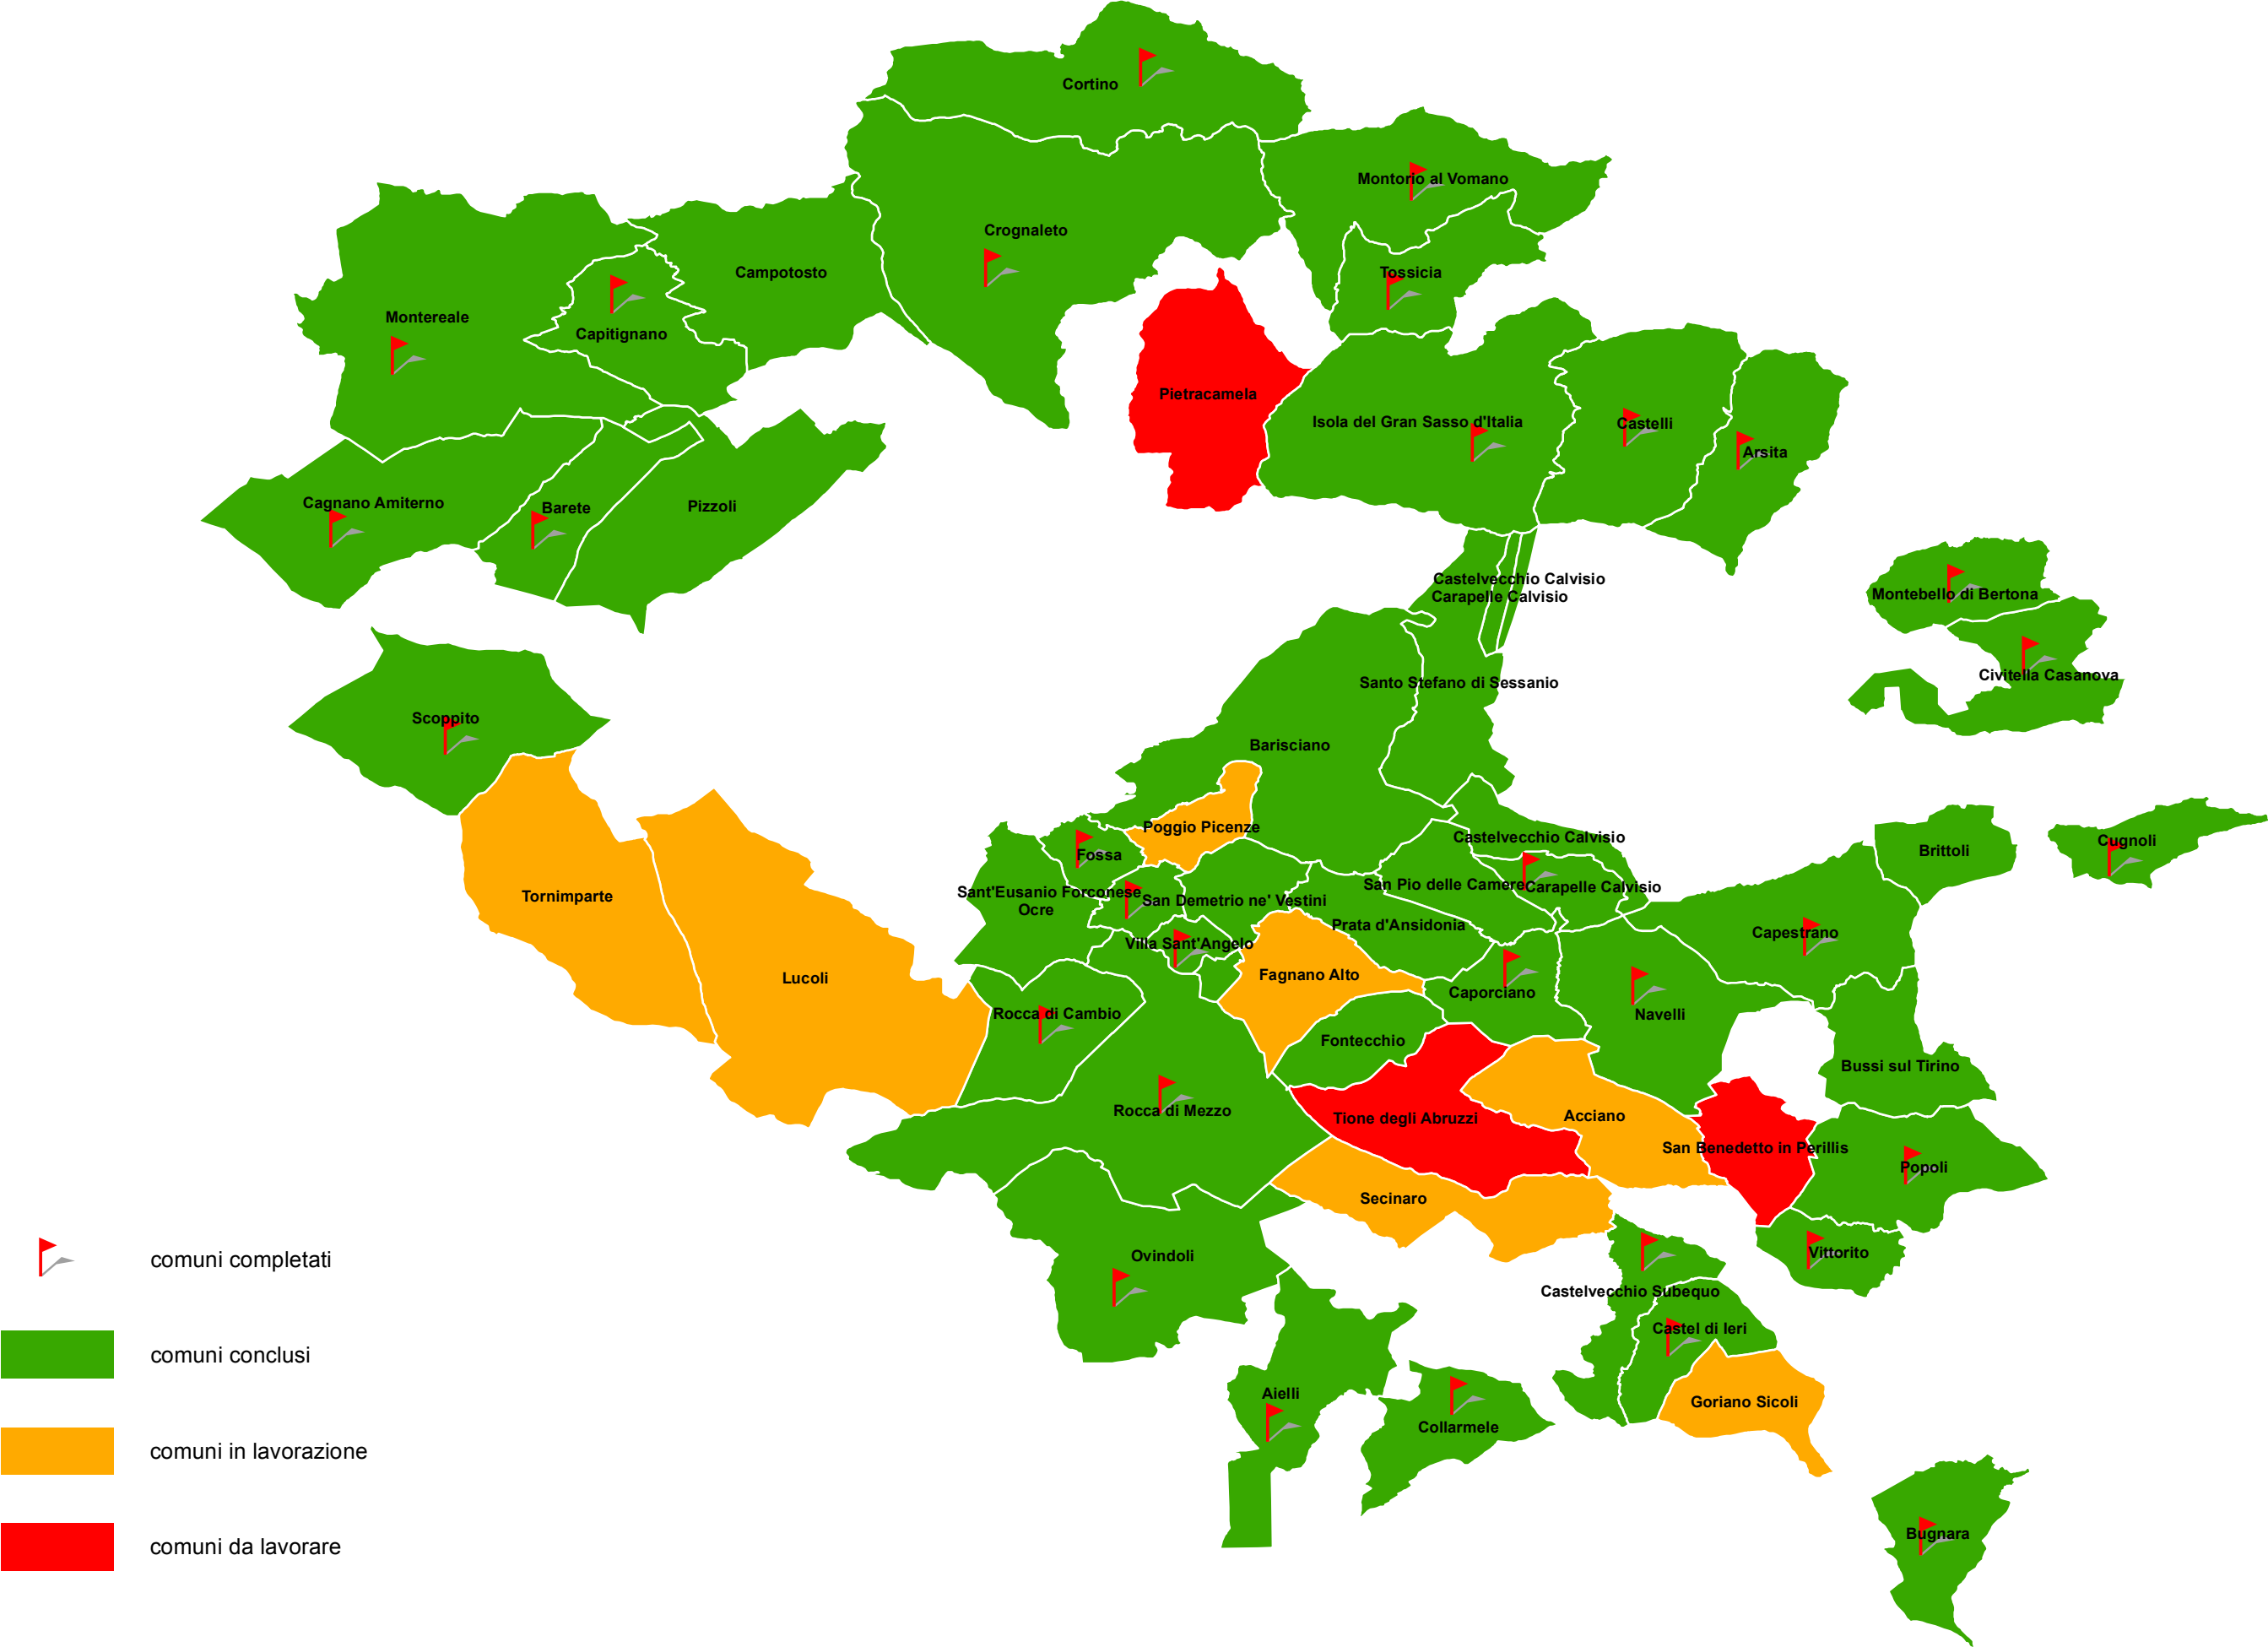 Cortino
Montorio al Vomano
Crognaleto
Campotosto
Tossicia
Montereale
Capitignano
Pietracamela
Isola del Gran Sasso d'Italia
Castelli
Arsita
Cagnano Amiterno
Barete
Pizzoli
Castelvecchio Calvisio
Carapelle Calvisio
Montebello di Bertona
Civitella Casanova
Santo Stefano di Sessanio
Scoppito
Barisciano
Poggio Picenze
Castelvecchio Calvisio
Cugnoli
Brittoli
Fossa
San Pio delle Camere
Carapelle Calvisio
Tornimparte
Sant'Eusanio Forconese
San Demetrio ne' Vestini
Ocre
Prata d'Ansidonia
Capestrano
Villa Sant'Angelo
Lucoli
Fagnano Alto
Caporciano
Rocca di Cambio
Navelli
Fontecchio
Bussi sul Tirino
Rocca di Mezzo
Tione degli Abruzzi
Acciano
San Benedetto in Perillis
Popoli
Secinaro
Ovindoli
Vittorito
Castelvecchio Subequo
Castel di Ieri
Aielli
Goriano Sicoli
Collarmele
Bugnara
comuni completati
comuni conclusi
comuni in lavorazione
comuni da lavorare